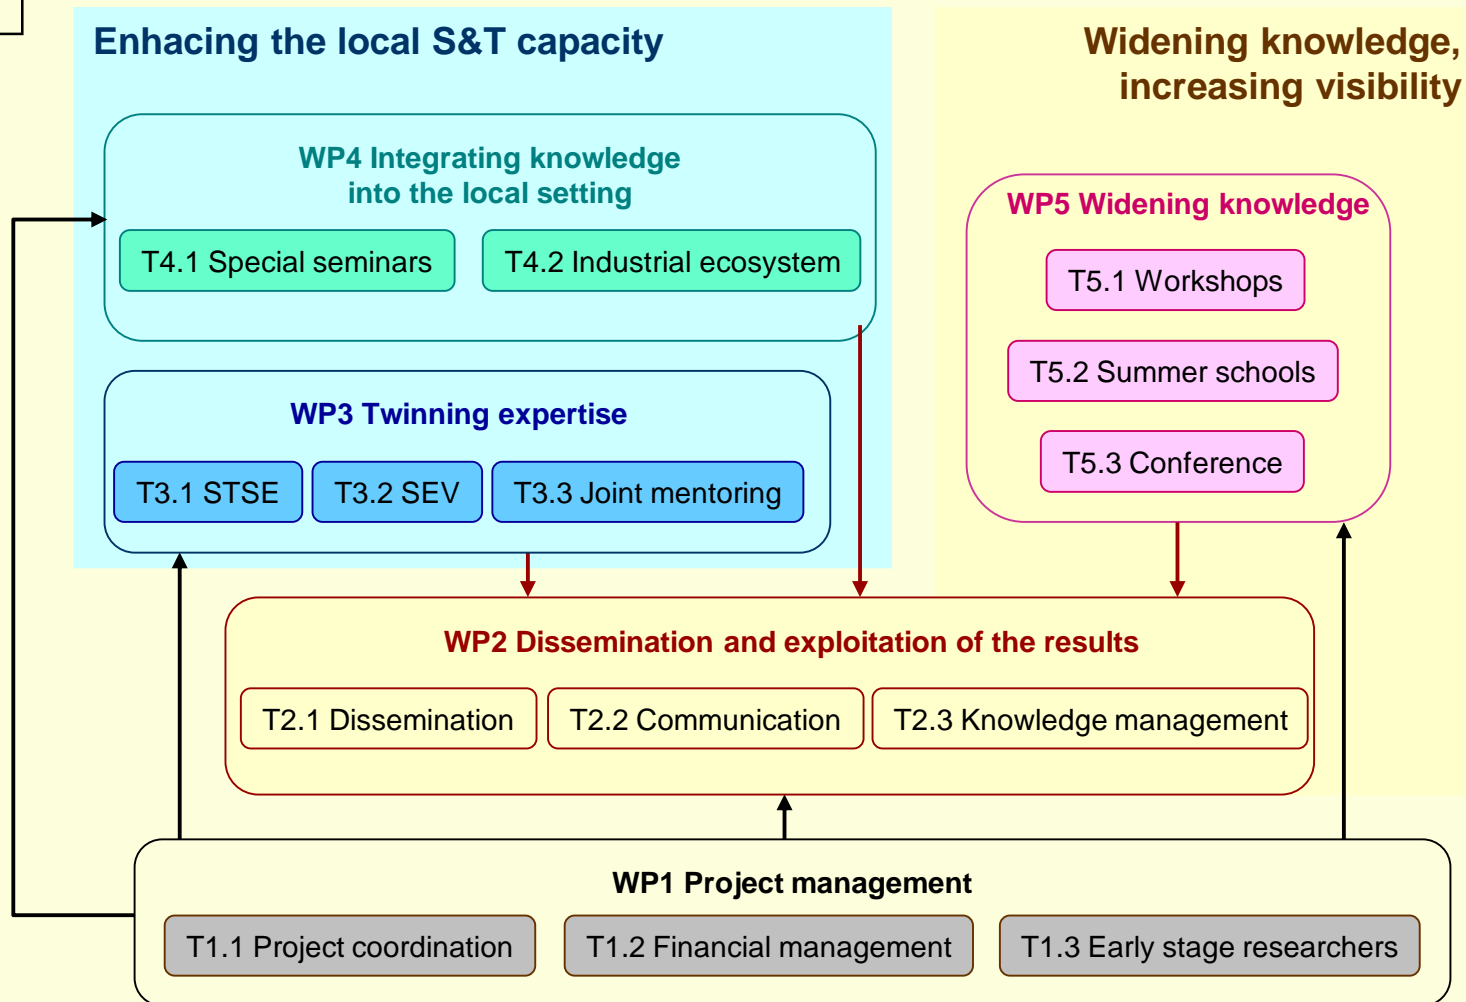 Enhacing the local S&T capacity
Widening knowledge,
increasing visibility
WP4 Integrating knowledge
into the local setting
T4.1 Special seminars
T4.2 Industrial ecosystem
WP5 Widening knowledge
T5.1 Workshops
T5.2 Summer schools
T5.3 Conference
WP3 Twinning expertise
T3.1 STSE
T3.2 SEV
T3.3 Joint mentoring
WP2 Dissemination and exploitation of the results
T2.1 Dissemination
T2.2 Communication
T2.3 Knowledge management
WP1 Project management
T1.1 Project coordination
T1.2 Financial management
T1.3 Early stage researchers